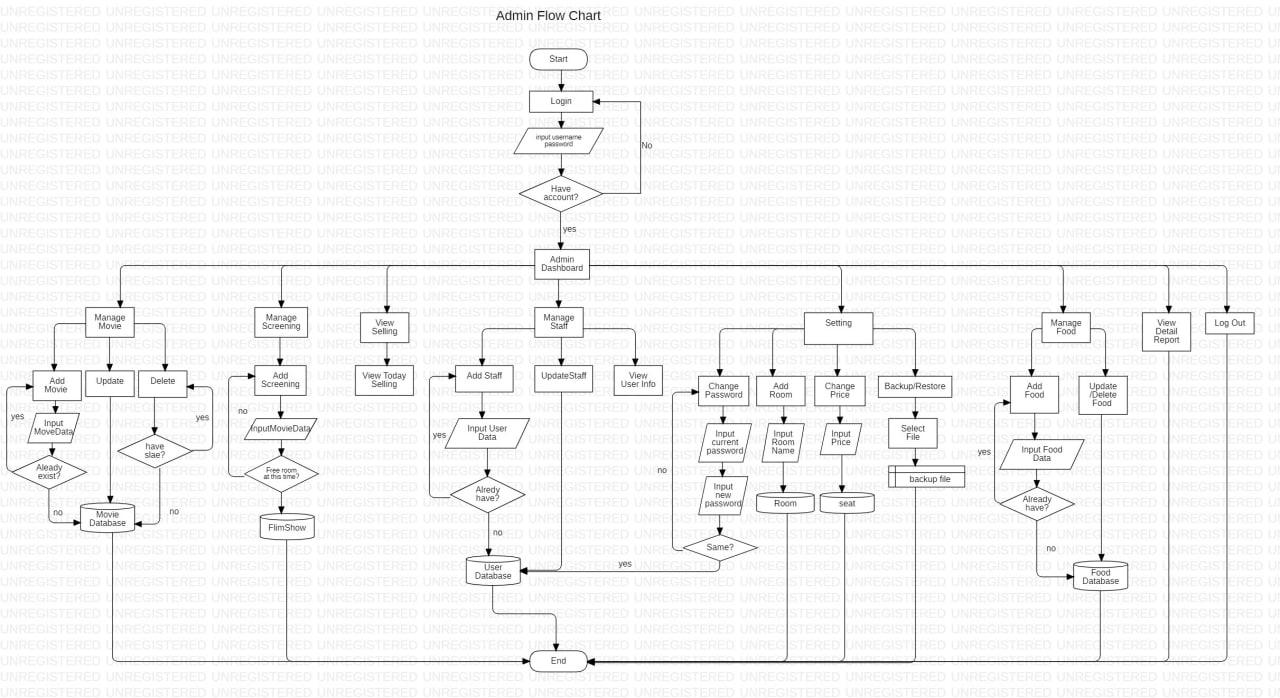 Admin Flow Chart
Start
Login
input username
password
No
Have
account?
yes
Admin
Dashboard
Manage
Movie
Manage
Screening
View
Selling
Manage
Staff
Setting
Manage
Food
View
Detail
Report
Log Out
Add
Movie
Update
Delete
Add
Screening
View Today
Selling
Add Staff
UpdateStaff
View
User Info
Change
Password
Add
Room
Change
Price
Backup/Restore
Add
Food
Update
/Delete
Food
yes
Input
MoveData
yes
no
InputMovieData
yes
Input User
Data
Input
current
password
Input
Room
Name
Input
Price
Select
File
yes
Input Food
Data
Aleady
exist?
have
slae?
Free room
at this time?
no
backup file
Alredy
have?
Input
new
password
Room
seat
Already
have?
no
no
Movie
Database
FlimShow
no
Same?
no
User
Database
yes
Food
Database
End
UNREGISTERED